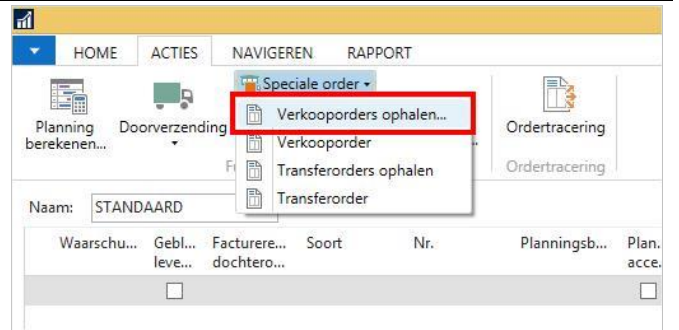 HOME ACTIES NAVIGEREN RAPPORT
Speciale order
Verkooporders ophalen...
Verkooporder
Transferorders ophalen
Transferorder
Planning
berekenen...
Doorverzending
Ordertracering
Ordertracering
Naam: STANDAARD
Waarschu... Gebl... Facturere... Soort Nr. Planningsb... Plan.
leve... dochtero... acce.